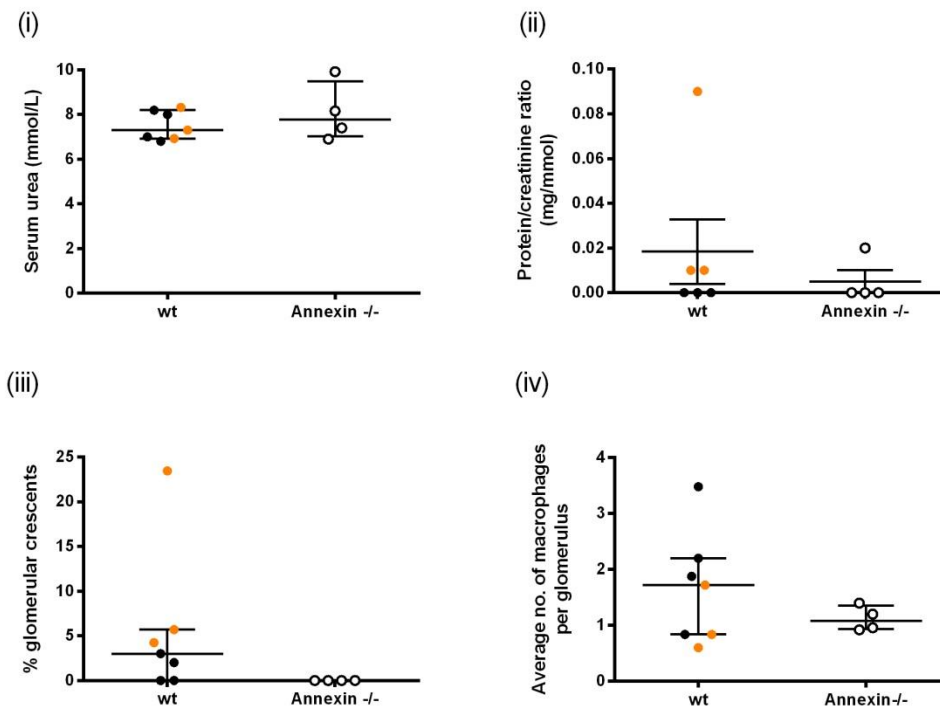 (i)
Serum urea (mmol/L)
10
8
6
4
2
0
wt
Annexin -/-
(ii)
Protein/creatinine ratio
(mg/mmol)
0.10
0.08
0.06
0.04
0.02
0.00
wt
Annexin -/-
(iii)
% glomerular crescents
25
20
15
10
5
0
wt
Annexin -/-
(iv)
Average no. of macrophages
per glomerulus
4
3
2
1
0
wt
Annexin-/-